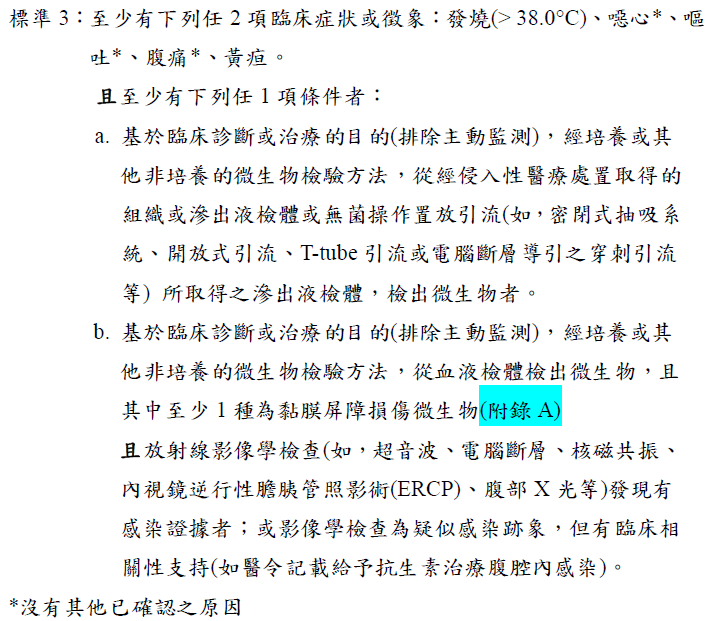 標準 3：至少有下列任 2 項臨床症狀或徵象：發燒(> 38.0°C)、噁心*、嘔
吐*、腹痛*、黃疸。
且至少有下列任 1 項條件者：
a. 基於臨床診斷或治療的目的(排除主動監測)，經培養或其
他非培養的微生物檢驗方法，從經侵入性醫療處置取得的
組織或滲出液檢體或無菌操作置放引流(如，密閉式抽吸系
統、開放式引流、T-tube 引流或電腦斷層導引之穿刺引流
等) 所取得之滲出液檢體，檢出微生物者。
b. 基於臨床診斷或治療的目的(排除主動監測)，經培養或其
他非培養的微生物檢驗方法，從血液檢體檢出微生物，且
其中至少 1 種為黏膜屏障損傷微生物(附錄 A)
且放射線影像學檢查(如，超音波、電腦斷層、核磁共振、
內視鏡逆行性膽胰管照影術(ERCP)、腹部 X 光等)發現有
感染證據者；或影像學檢查為疑似感染跡象，但有臨床相
關性支持(如醫令記載給予抗生素治療腹腔內感染)。
*沒有其他已確認之原因